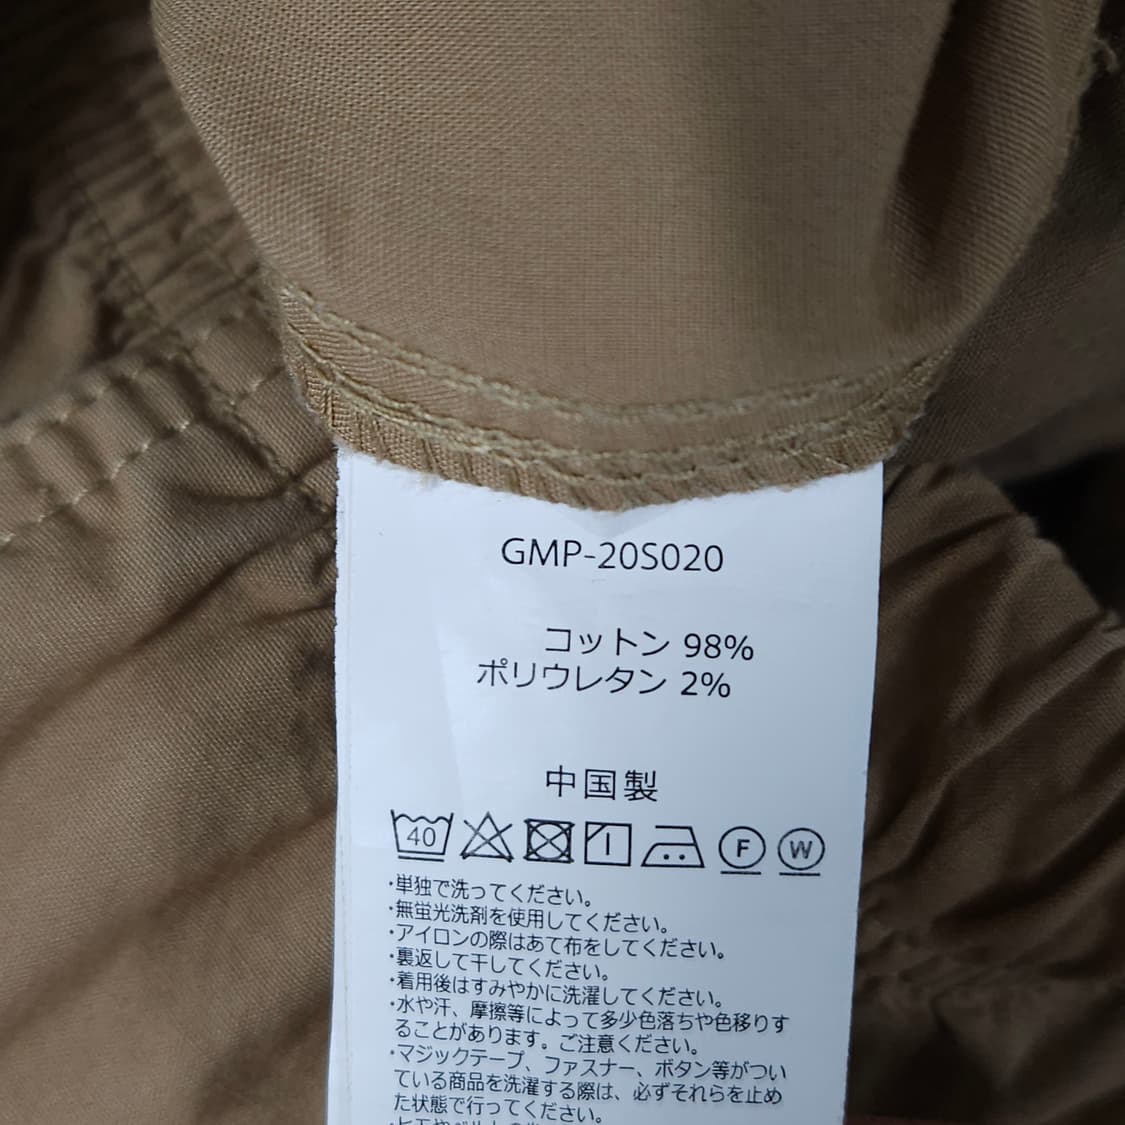 GMP-20S020
コットン 98%
ポリウレタン 2%
中国製
40 F W
・単独で洗ってください。
・無蛍光洗剤を使用してください。
・アイロンの際はあて布をしてください。
・裏返して干してください。
・着用後はすみやかに洗濯してください。
・水や汗、摩擦等によって多少色落ちや色移りす
ることがあります。ご注意ください。
・マジックテープ、ファスナー、ボタン等がつい
ている商品を洗濯する際は、必ずそれらを止め
た状態で行ってください。